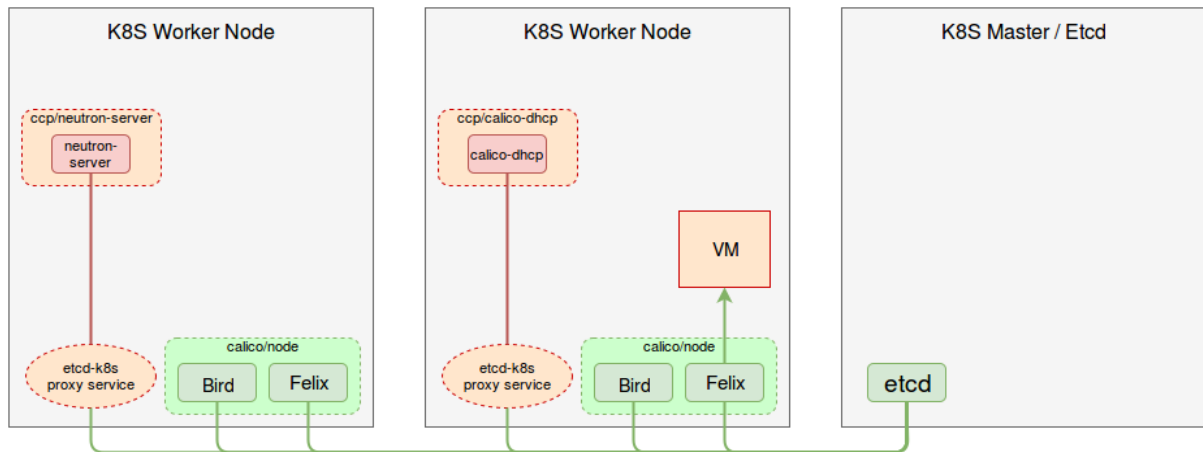 K8S Worker Node
ccp/neutron-server
neutron-
server
etcd-k8s
proxy service
calico/node
Bird
Felix
K8S Worker Node
ccp/calico-dhcp
calico-dhcp
VM
etcd-k8s
proxy service
calico/node
Bird
Felix
K8S Master / Etcd
etcd